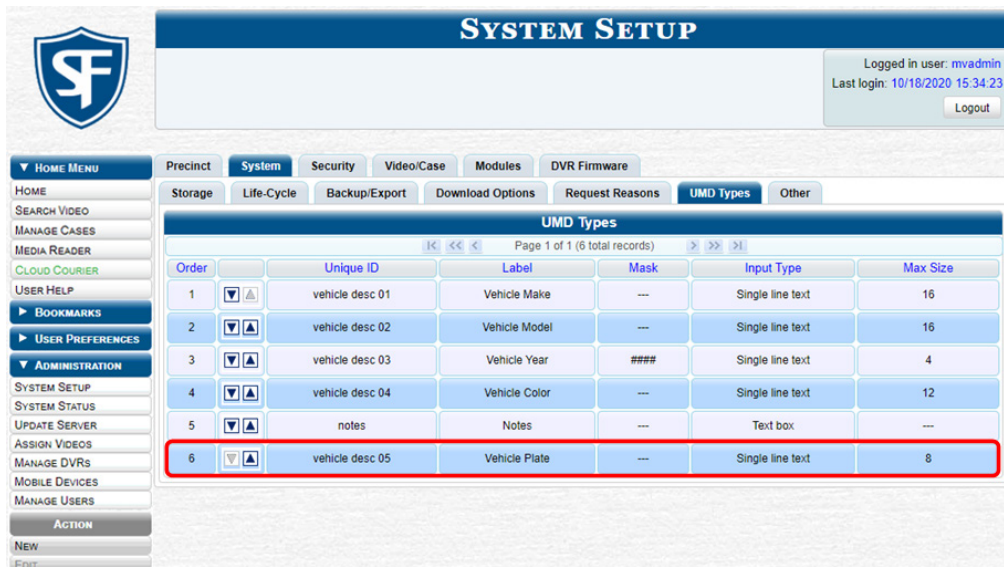 SYSTEM SETUP
SF
Logged in user: mvadmin
Last login: 10/18/2020 15:34:23
Logout
▼ HOME MENU
HOME
SEARCH VIDEO
MANAGE CASES
MEDIA READER
CLOUD COURIER
USER HELP
► BOOKMARKS
► USER PREFERENCES
▼ ADMINISTRATION
SYSTEM SETUP
SYSTEM STATUS
UPDATE SERVER
ASSIGN VIDEOS
MANAGE DVRS
MOBILE DEVICES
MANAGE USERS
ACTION
NEW
EDIT
Precinct System Security Video/Case Modules DVR Firmware
Storage Life-Cycle Backup/Export Download Options Request Reasons UMD Types Other
UMD Types
|< << < Page 1 of 1 (6 total records) > >> >|
Order Unique ID Label Mask Input Type Max Size
1 vehicle desc 01 Vehicle Make --- Single line text 16
2 vehicle desc 02 Vehicle Model --- Single line text 16
3 vehicle desc 03 Vehicle Year #### Single line text 4
4 vehicle desc 04 Vehicle Color --- Single line text 12
5 notes Notes --- Text box ---
6 vehicle desc 05 Vehicle Plate --- Single line text 8